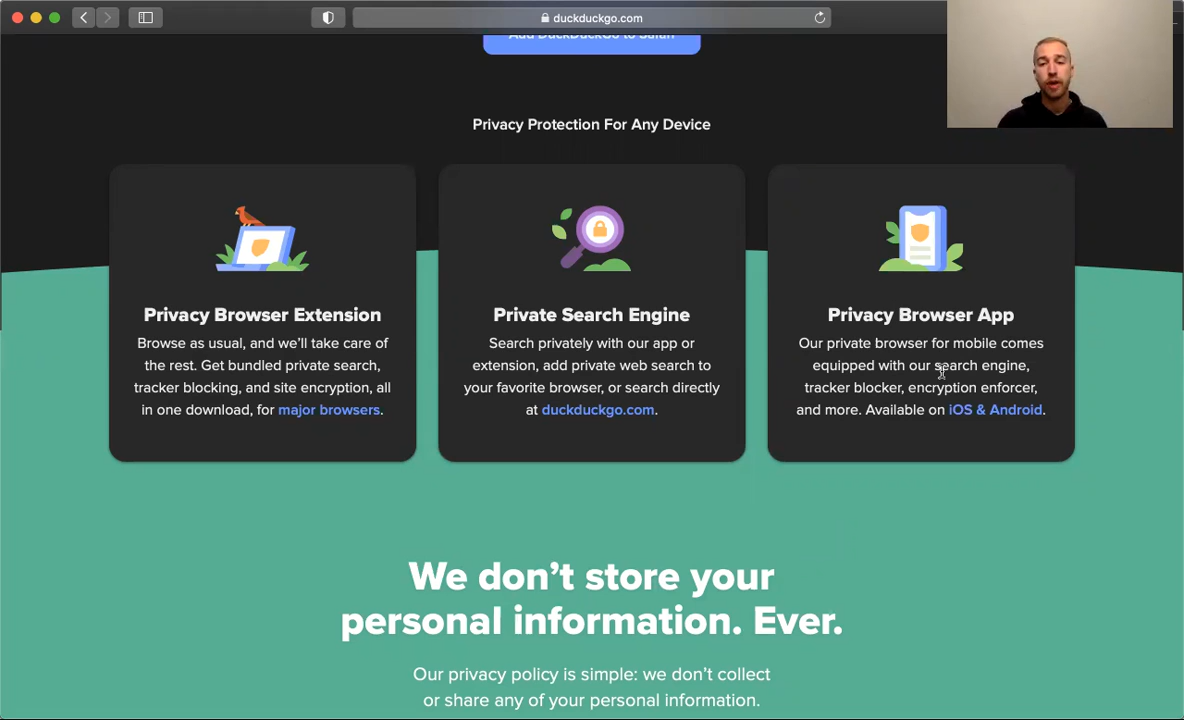 duckduckgo.com
Add DuckDuckGo to Safari
Privacy Protection For Any Device
Privacy Browser Extension
Browse as usual, and we’ll take care of
the rest. Get bundled private search,
tracker blocking, and site encryption, all
in one download, for major browsers.
Private Search Engine
Search privately with our app or
extension, add private web search to
your favorite browser, or search directly
at duckduckgo.com.
Privacy Browser App
Our private browser for mobile comes
equipped with our search engine,
tracker blocker, encryption enforcer,
and more. Available on iOS & Android.
We don’t store your
personal information. Ever.
Our privacy policy is simple: we don’t collect
or share any of your personal information.